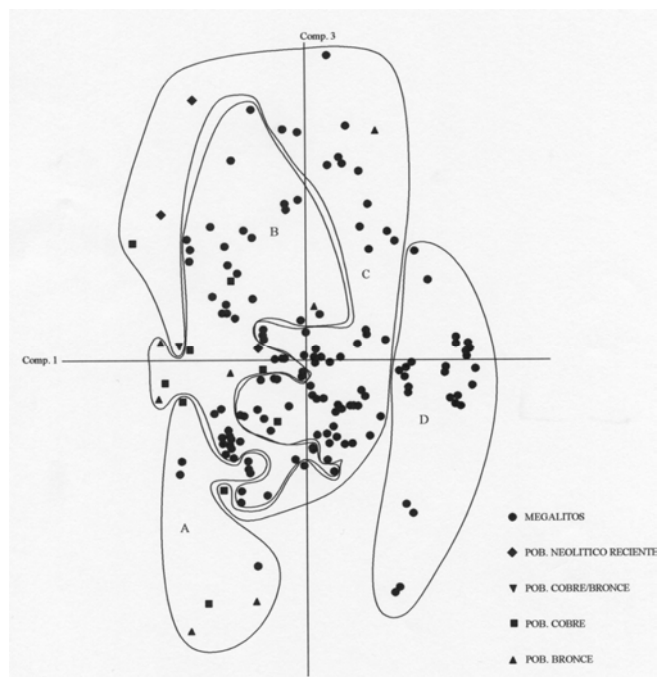 Comp. 3
B
C
Comp. 1
D
A
MEGALITOS
POB. NEOLITICO RECIENTE
POB. COBRE/BRONCE
POB. COBRE
POB. BRONCE